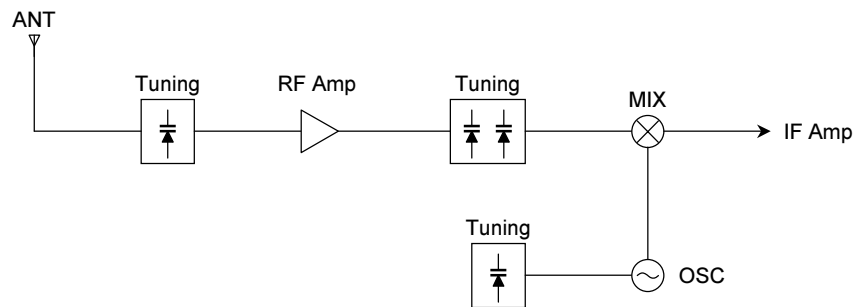 ANT
Tuning
RF Amp
Tuning
MIX
IF Amp
Tuning
OSC